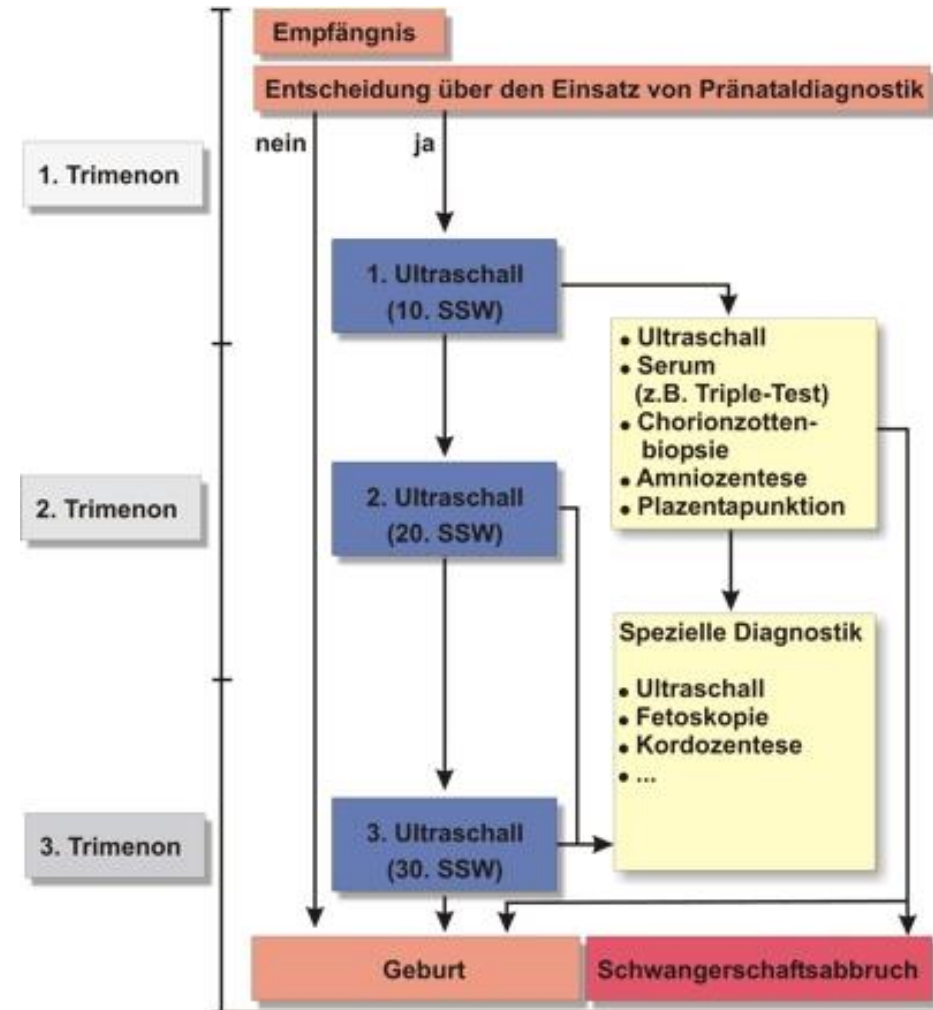 Empfängnis
Entscheidung über den Einsatz von Pränataldiagnostik
nein
ja
1. Trimenon
1. Ultraschall
(10. SSW)
• Ultraschall
• Serum
(z.B. Triple-Test)
• Chorionzotten-
biopsie
• Amniozentese
• Plazentapunktion
2. Trimenon
2. Ultraschall
(20. SSW)
Spezielle Diagnostik
• Ultraschall
• Fetoskopie
• Kordozentese
• ...
3. Trimenon
3. Ultraschall
(30. SSW)
Geburt
Schwangerschaftsabbruch